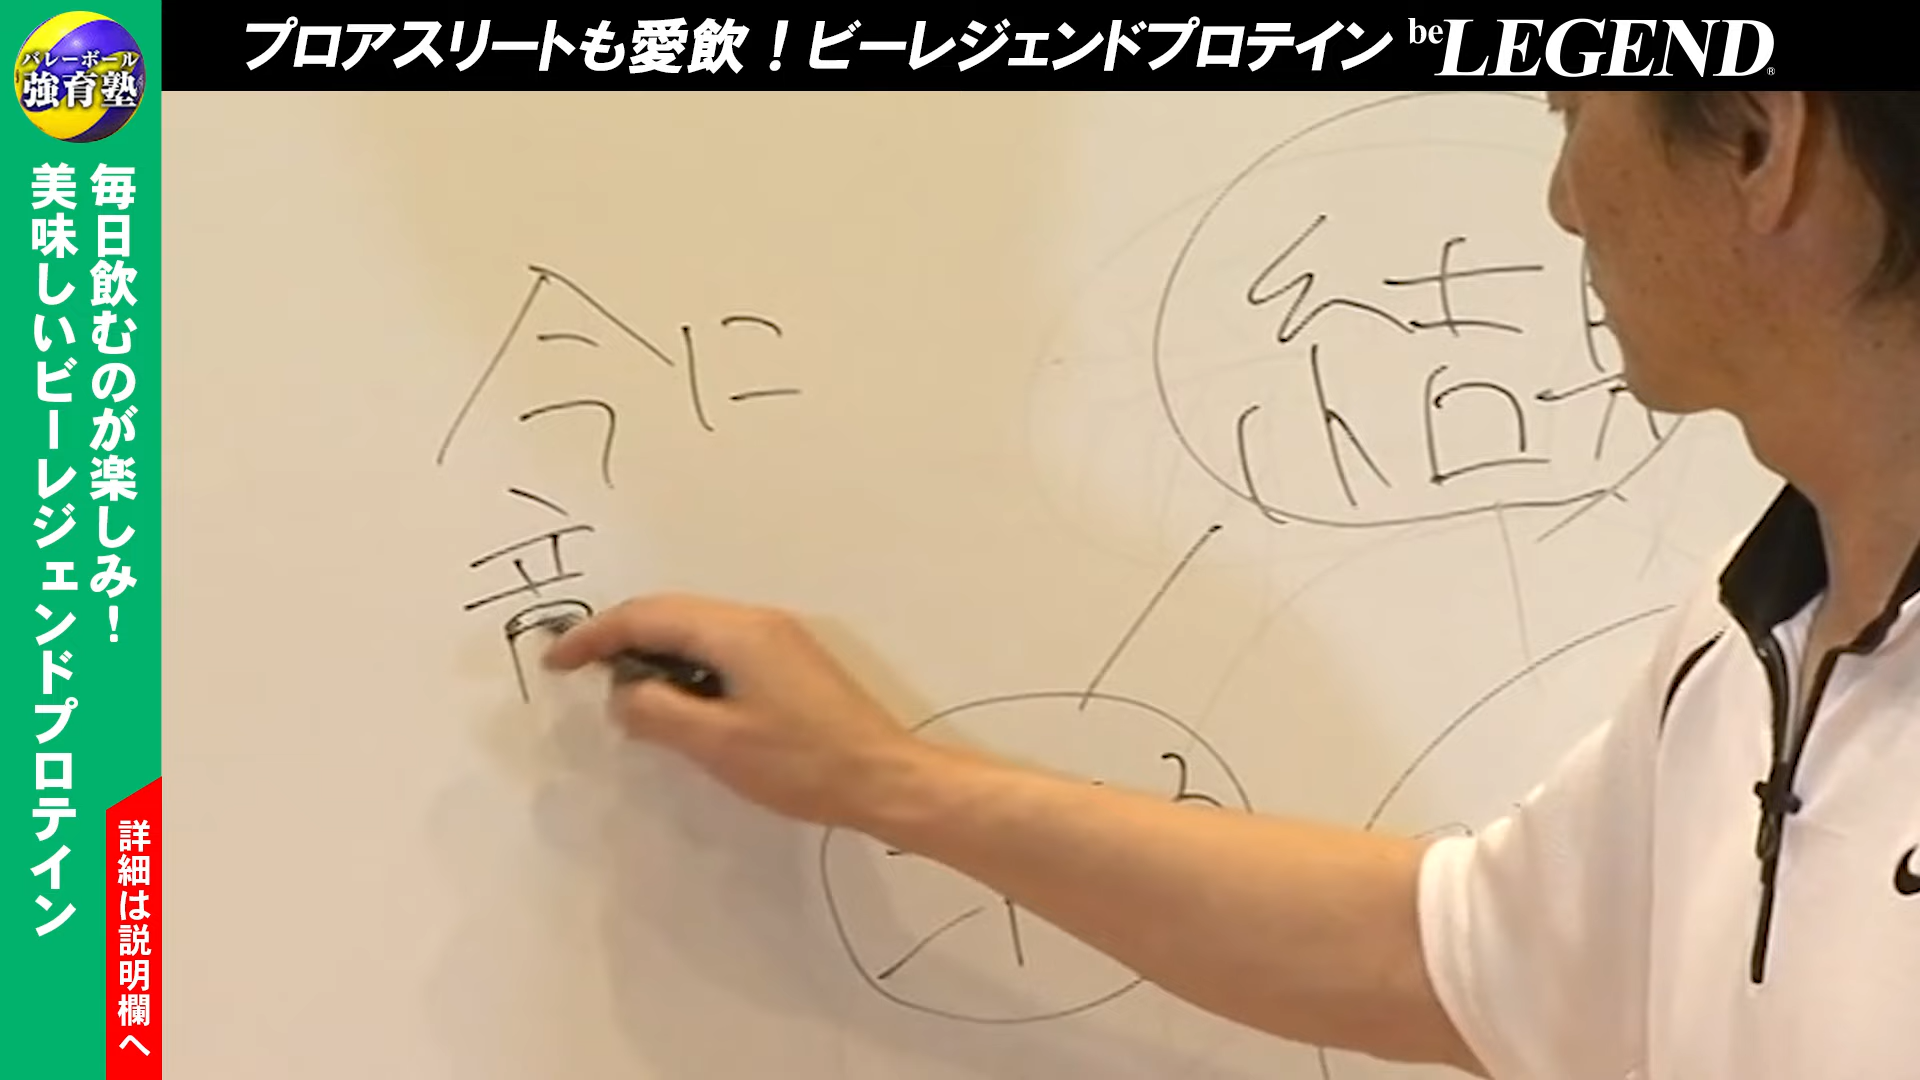 プロアスリートも愛飲！ビーレジェンドプロテイン beLEGEND®
バレーボール
強育塾
毎日飲むのが楽しみ！
美味しいビーレジェンドプロテイン
詳細は説明欄へ
今に
結